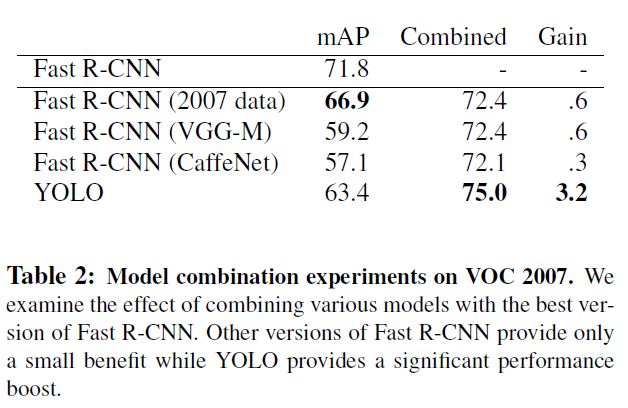 mAP Combined Gain
Fast R-CNN 71.8 - -
Fast R-CNN (2007 data) 66.9 72.4 .6
Fast R-CNN (VGG-M) 59.2 72.4 .6
Fast R-CNN (CaffeNet) 57.1 72.1 .3
YOLO 63.4 75.0 3.2
Table 2: Model combination experiments on VOC 2007. We
examine the effect of combining various models with the best ver-
sion of Fast R-CNN. Other versions of Fast R-CNN provide only
a small benefit while YOLO provides a significant performance
boost.